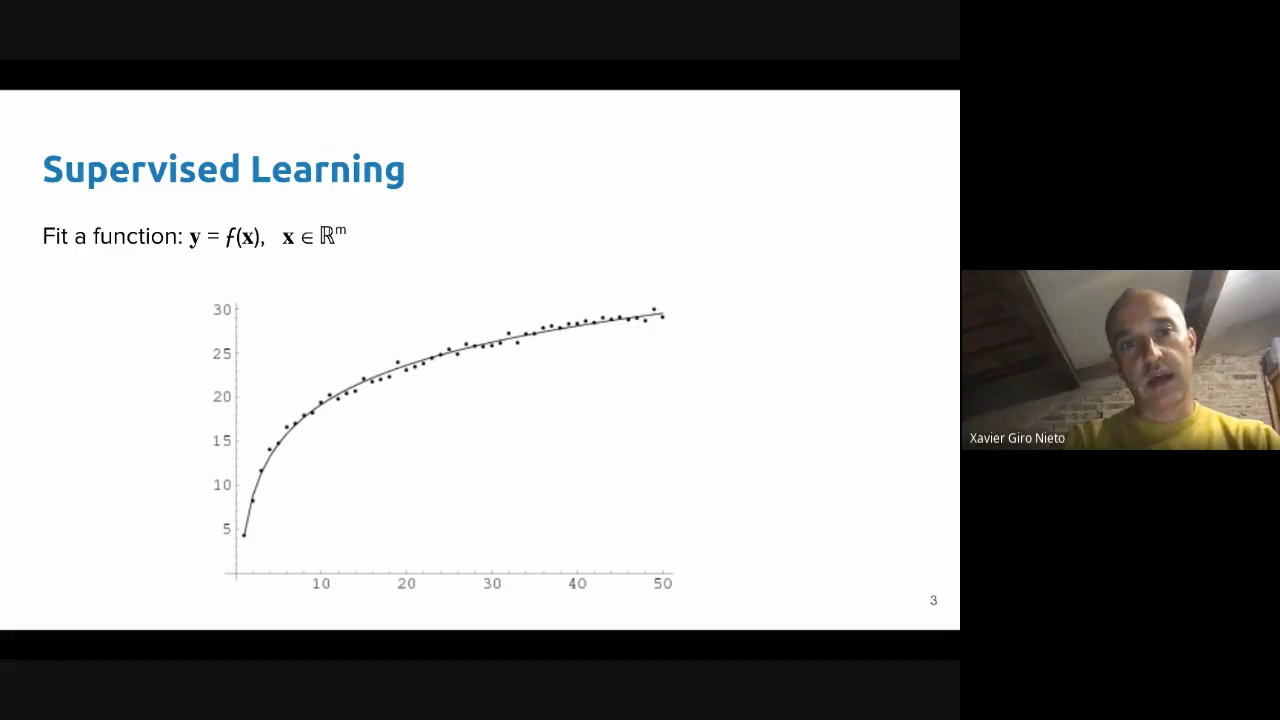 Supervised Learning
Fit a function: y = f(x), x ∈ ℝᵐ
30
25
20
15
10
5
10 20 30 40 50
3
Xavier Giro Nieto